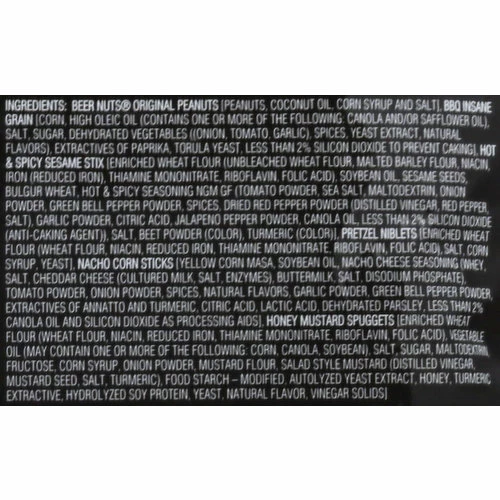 INGREDIENTS: BEER NUTS® ORIGINAL PEANUTS [PEANUTS, COCONUT OIL, CORN SYRUP AND SALT], BBQ INSANE
GRAIN [CORN, HIGH OLEIC OIL (CONTAINS ONE OR MORE OF THE FOLLOWING: CANOLA AND/OR SAFFLOWER OIL),
SALT, SUGAR, DEHYDRATED VEGETABLES ((ONION, TOMATO, GARLIC), SPICES, YEAST EXTRACT, NATURAL
FLAVORS), EXTRACTIVES OF PAPRIKA, TORULA YEAST, LESS THAN 2% SILICON DIOXIDE TO PREVENT CAKING], HOT
& SPICY SESAME STIX [ENRICHED WHEAT FLOUR (UNBLEACHED WHEAT FLOUR, MALTED BARLEY FLOUR, NIACIN,
IRON (REDUCED IRON), THIAMINE MONONITRATE, RIBOFLAVIN, FOLIC ACID), SOYBEAN OIL, SESAME SEEDS,
BULGUR WHEAT, HOT & SPICY SEASONING NGM GF (TOMATO POWDER, SEA SALT, MALTODEXTRIN, ONION
POWDER, GREEN BELL PEPPER POWDER, SPICES, DRIED RED PEPPER POWDER (DISTILLED VINEGAR, RED PEPPER,
SALT), GARLIC POWDER, CITRIC ACID, JALAPENO PEPPER POWDER, CANOLA OIL, LESS THAN 2% SILICON DIOXIDE
(ANTI-CAKING AGENT)), SALT, BEET POWDER (COLOR), TURMERIC (COLOR)], PRETZEL NIBLETS [ENRICHED WHEAT
FLOUR (WHEAT FLOUR, NIACIN, REDUCED IRON, THIAMINE MONONITRATE, RIBOFLAVIN, FOLIC ACID), SALT, CORN
SYRUP, YEAST], NACHO CORN STICKS [YELLOW CORN MASA, SOYBEAN OIL, NACHO CHEESE SEASONING (WHEY,
SALT, CHEDDAR CHEESE (CULTURED MILK, SALT, ENZYMES), BUTTERMILK, SALT, DISODIUM PHOSPHATE),
TOMATO POWDER, ONION POWDER, SPICES, NATURAL FLAVORS, GARLIC POWDER, GREEN BELL PEPPER POWDER,
EXTRACTIVES OF ANNATTO AND TURMERIC, CITRIC ACID, LACTIC ACID, DEHYDRATED PARSLEY, LESS THAN 2%
CANOLA OIL AND SILICON DIOXIDE AS PROCESSING AIDS], HONEY MUSTARD SPUGGETS [ENRICHED WHEAT
FLOUR (WHEAT FLOUR, NIACIN, REDUCED IRON, THIAMINE MONONITRATE, RIBOFLAVIN, FOLIC ACID), VEGETABLE
OIL (MAY CONTAIN ONE OR MORE OF THE FOLLOWING: CORN, CANOLA, SOYBEAN), SALT, SUGAR, MALTODEXTRIN,
FRUCTOSE, CORN SYRUP, ONION POWDER, MUSTARD FLOUR, SALAD STYLE MUSTARD (DISTILLED VINEGAR,
MUSTARD SEED, SALT, TURMERIC), FOOD STARCH – MODIFIED, AUTOLYZED YEAST EXTRACT, HONEY, TURMERIC
EXTRACTIVE, HYDROLYZED SOY PROTEIN, YEAST, NATURAL FLAVOR, VINEGAR SOLIDS]